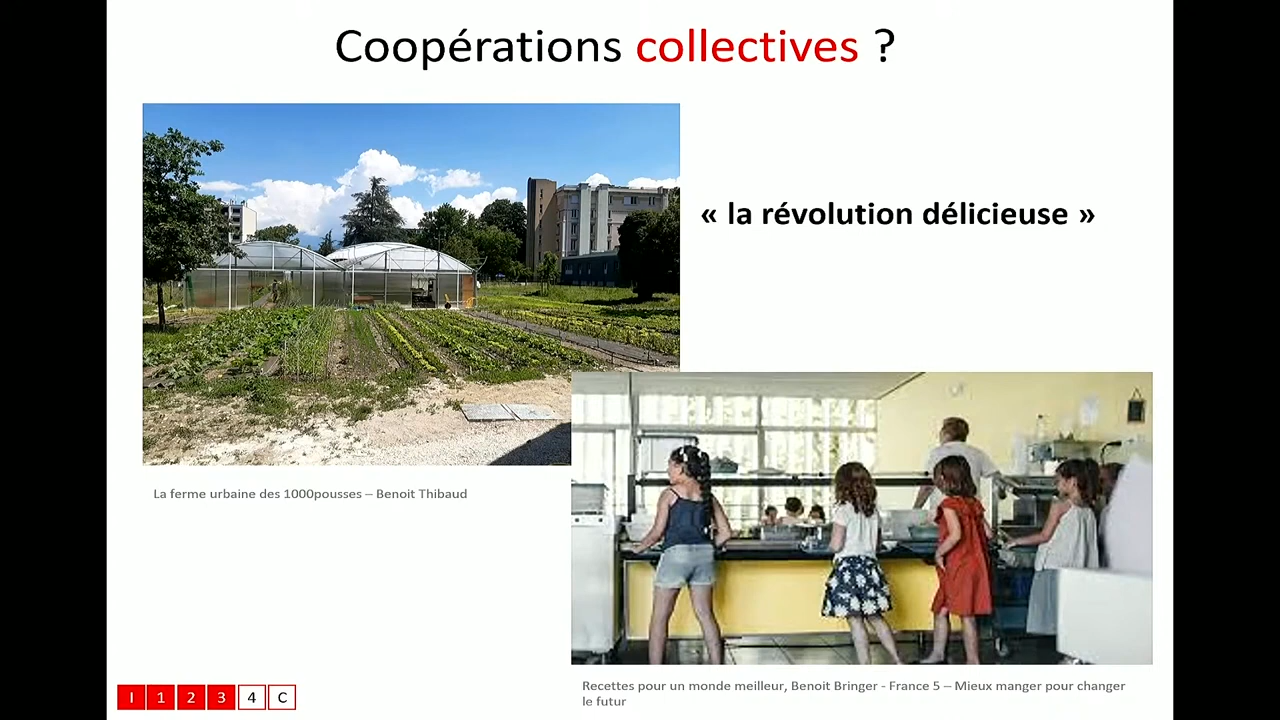 Coopérations collectives ?
« la révolution délicieuse »
La ferme urbaine des 1000pousses – Benoit Thibaud
Recettes pour un monde meilleur, Benoit Bringer - France 5 – Mieux manger pour changer
le futur
I 1 2 3 4 C